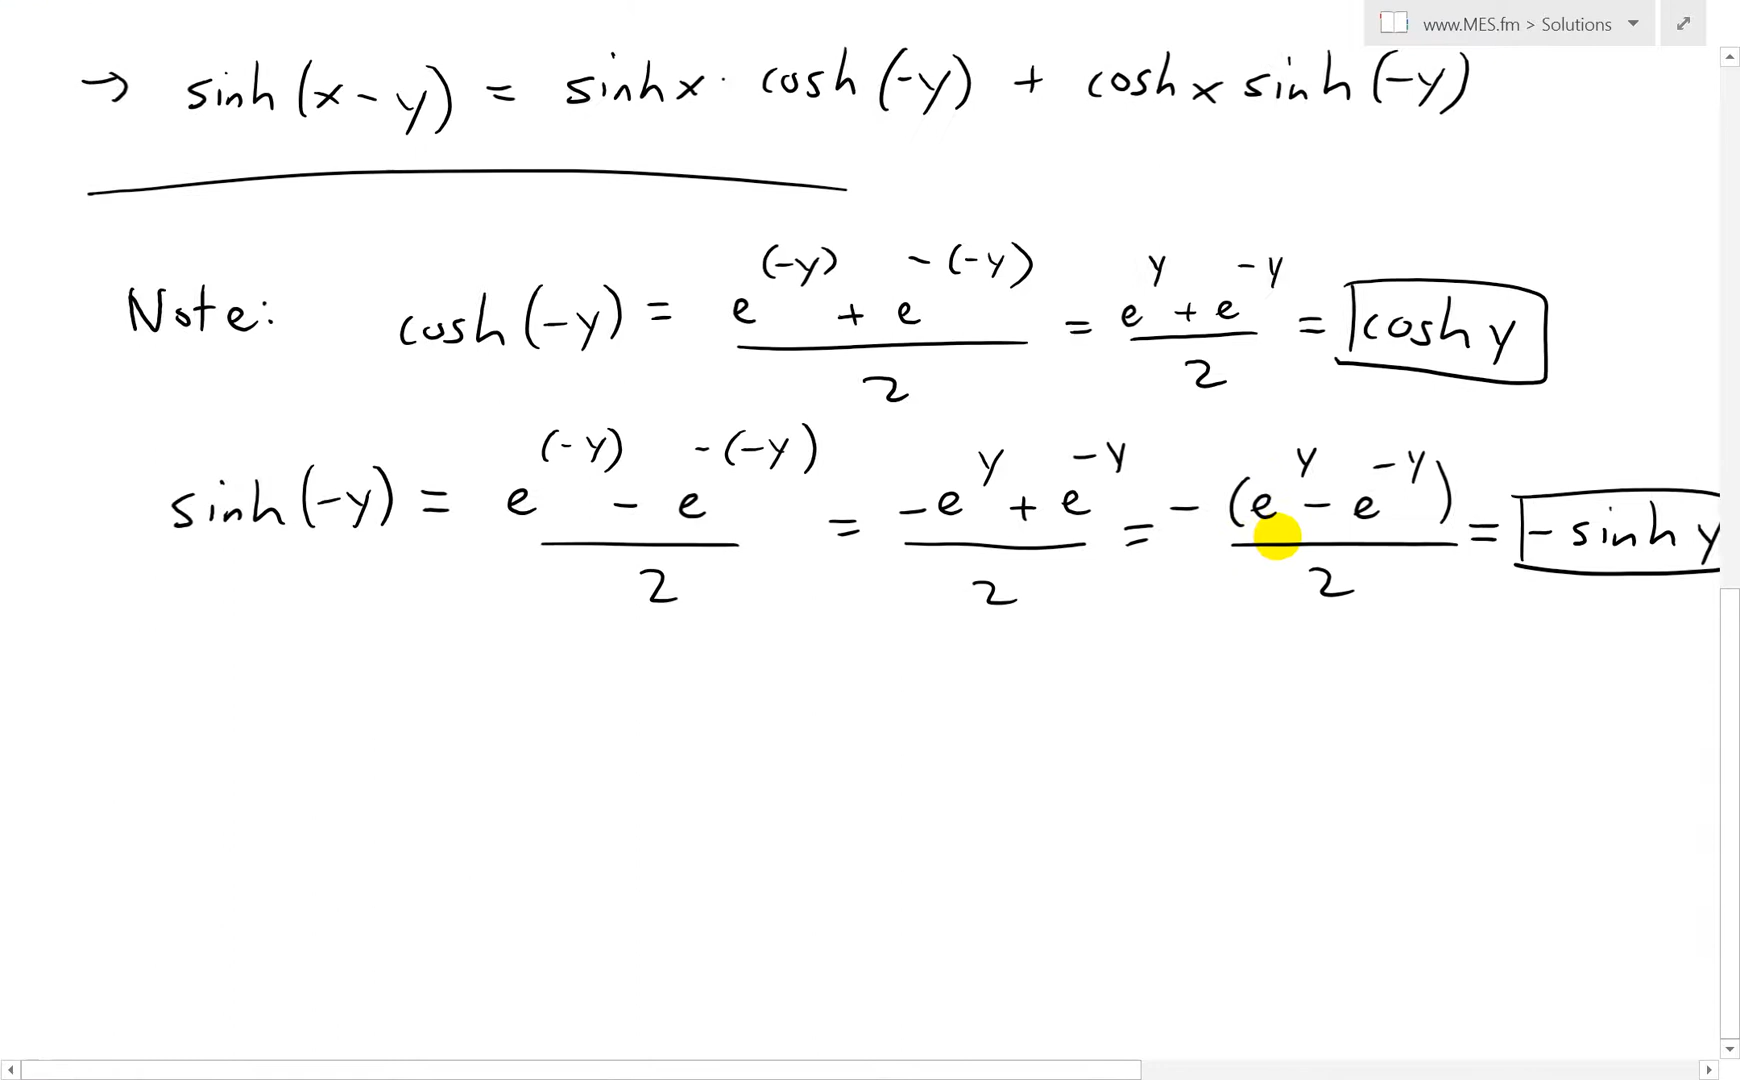 www.MES.fm > Solutions
→ sinh(x - y) = sinh x · cosh(-y) + cosh x sinh(-y)
Note: cosh(-y) = (e^(-y) + e^-(-y))/2 = (e^y + e^-y)/2 = cosh y
sinh(-y) = (e^(-y) - e^-(-y))/2 = (-e^y + e^-y)/2 = -(e^y - e^-y)/2 = -sinh y